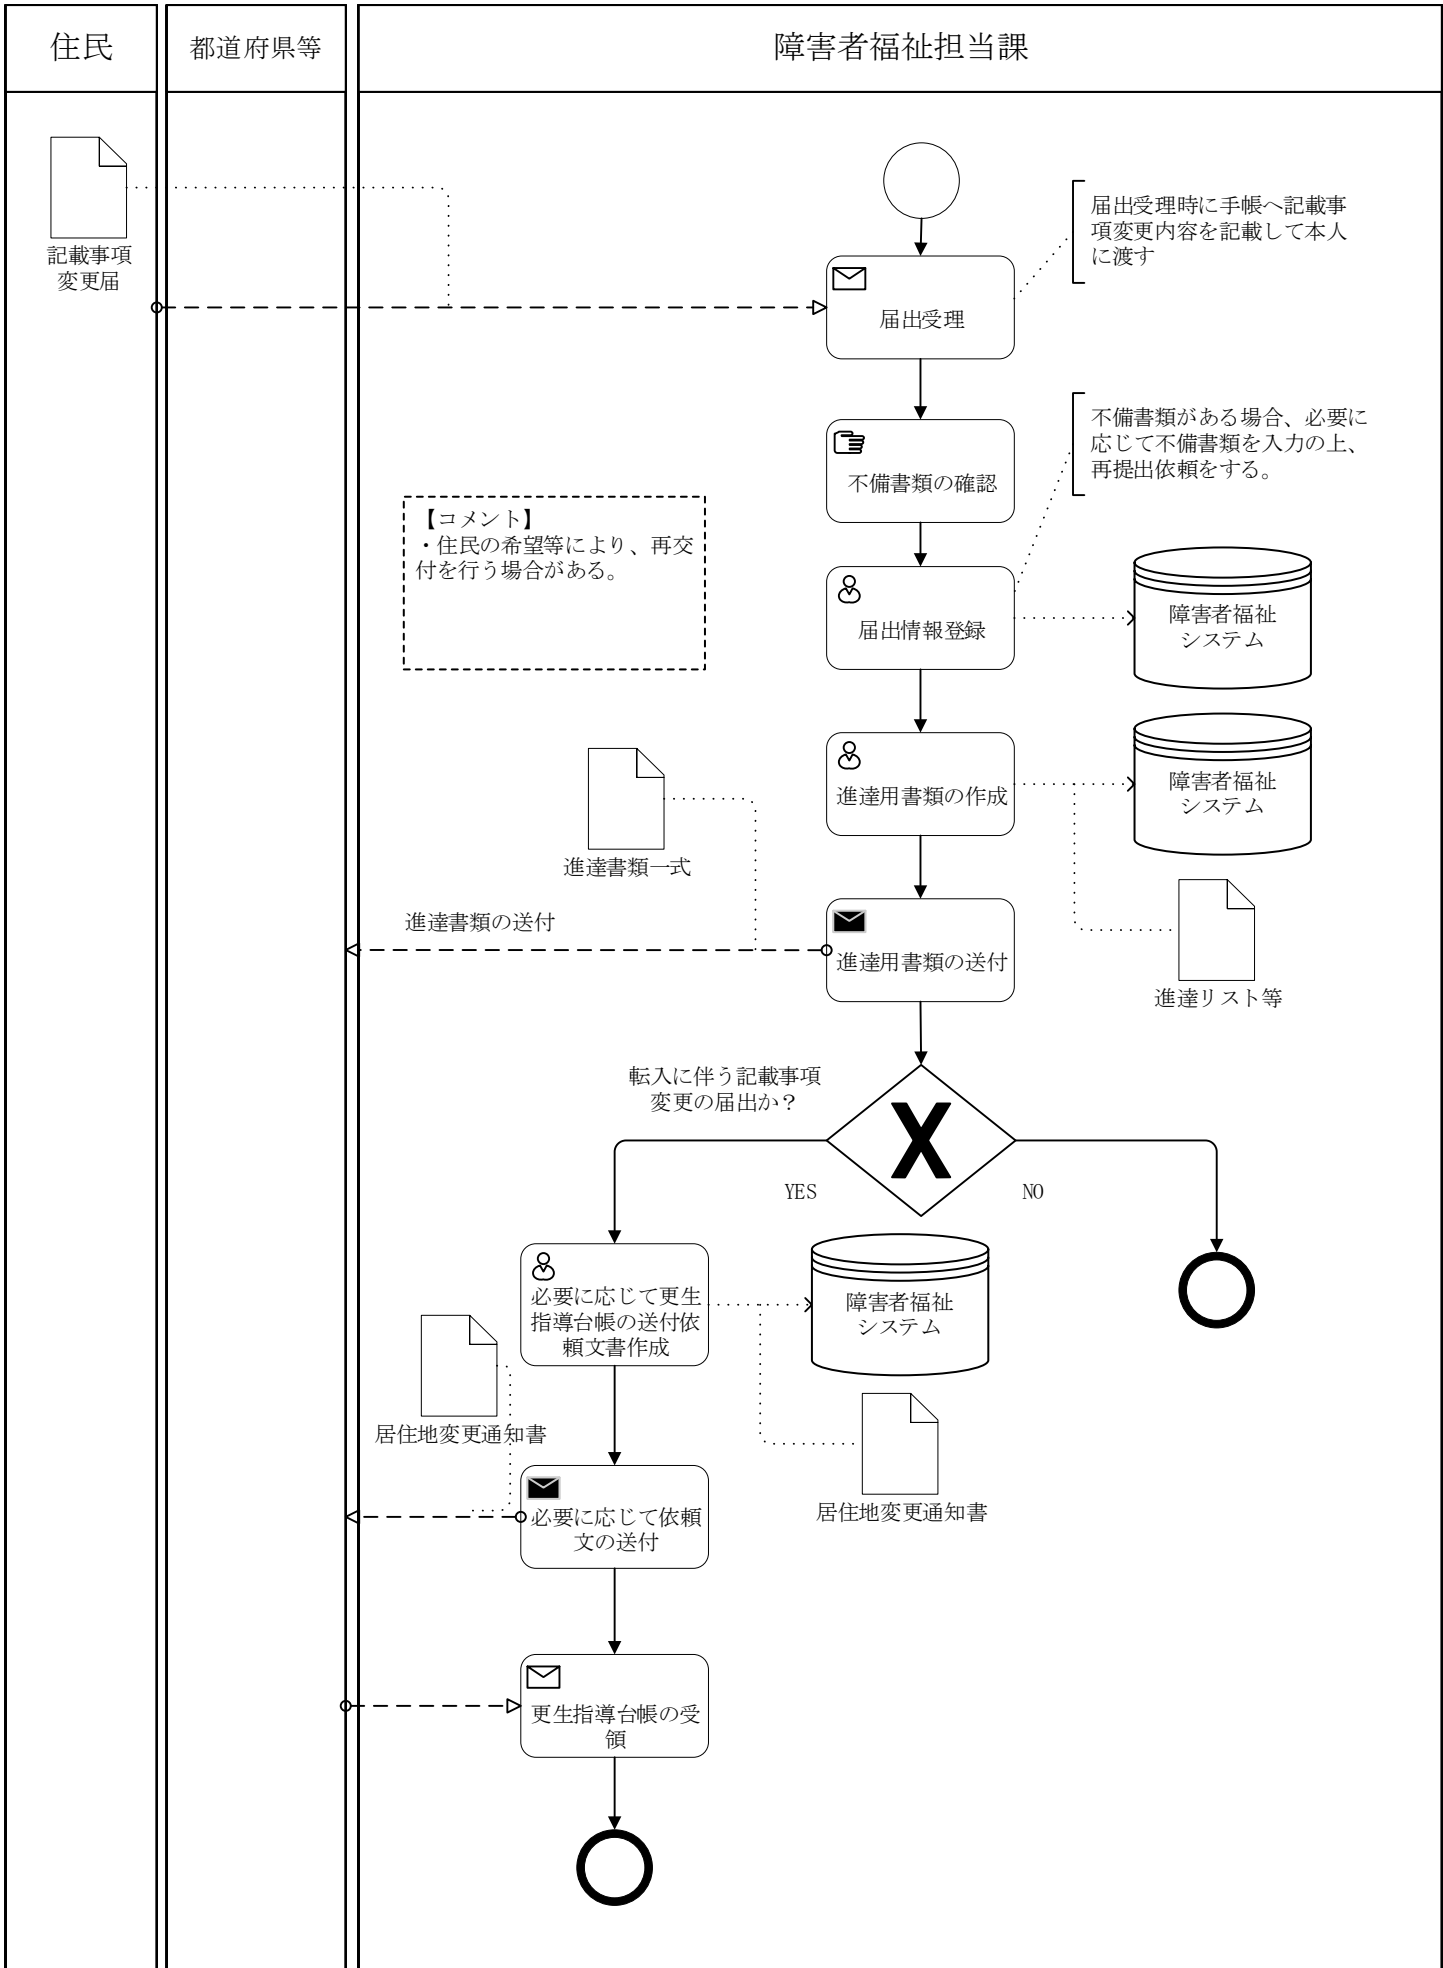 住民
都道府県等
障害者福祉担当課
記載事項
変更届
届出受理時に手帳へ記載事
項変更内容を記載して本人
に渡す
届出受理
不備書類がある場合、必要に
応じて不備書類を入力の上、
再提出依頼をする。
不備書類の確認
【コメント】
・住民の希望等により、再交
付を行う場合がある。
届出情報登録
障害者福祉
システム
進達用書類の作成
障害者福祉
システム
進達書類一式
進達書類の送付
進達用書類の送付
進達リスト等
転入に伴う記載事項
変更の届出か？
YES
NO
必要に応じて更生
指導台帳の送付依
頼文書作成
障害者福祉
システム
居住地変更通知書
居住地変更通知書
必要に応じて依頼
文の送付
更生指導台帳の受
領